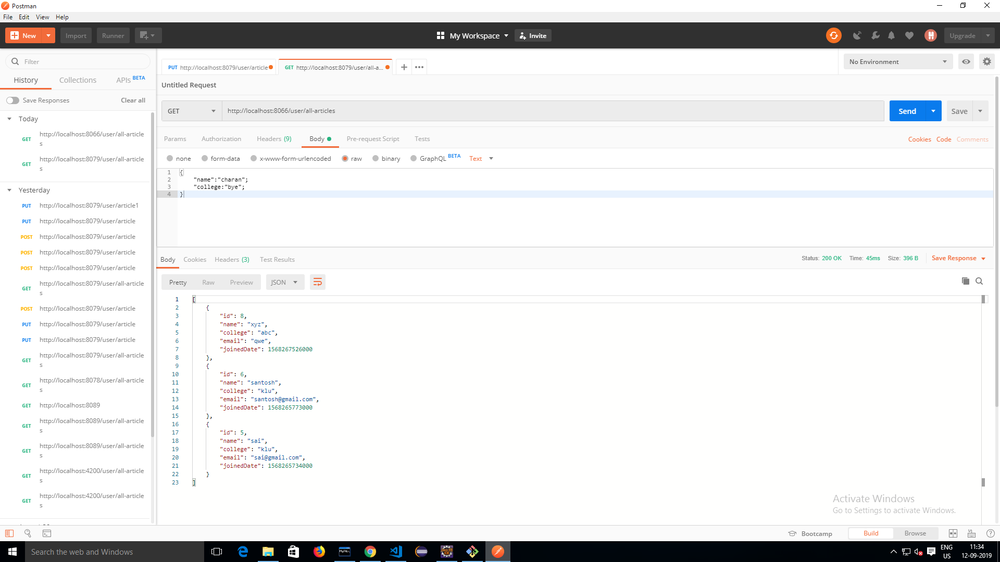 Postman
File Edit View Help
New Import Runner My Workspace Invite Upgrade
Filter
History Collections APIs BETA
Save Responses Clear all
Today
GET http://localhost:8066/user/all-article
s
GET http://localhost:8079/user/all-article
s
Yesterday
PUT http://localhost:8079/user/article1
PUT http://localhost:8079/user/article
POST http://localhost:8079/user/article
POST http://localhost:8079/user/article
POST http://localhost:8079/user/article
GET http://localhost:8079/user/all-article
s
POST http://localhost:8079/user/article
PUT http://localhost:8079/user/article
PUT http://localhost:8079/user/article
GET http://localhost:8079/user/all-article
s
GET http://localhost:8078/user/all-article
s
GET http://localhost:8089
GET http://localhost:8089/user/all-article
s
GET http://localhost:8089/user/all-article
s
GET http://localhost:4200/user/all-article
s
GET http://localhost:4200/user/all-article
s
PUT http://localhost:8079/user/article GET http://localhost:8079/user/all-a... No Environment
Untitled Request
GET http://localhost:8066/user/all-articles Send Save
Params Authorization Headers (9) Body Pre-request Script Tests Cookies Code Comments
none form-data x-www-form-urlencoded raw binary GraphQL BETA Text
1 {
2 "name":"charan";
3 "college:"bye";
4 }
Body Cookies Headers (3) Test Results Status: 200 OK Time: 45ms Size: 396 B Save Response
Pretty Raw Preview JSON
1 [
2 {
3 "id": 8,
4 "name": "xyz",
5 "college": "abc",
6 "email": "qwe",
7 "joinedDate": 1568267526000
8 },
9 {
10 "id": 6,
11 "name": "santosh",
12 "college": "klu",
13 "email": "santosh@gmail.com",
14 "joinedDate": 1568265773000
15 },
16 {
17 "id": 5,
18 "name": "sai",
19 "college": "klu",
20 "email": "sai@gmail.com",
21 "joinedDate": 1568265734000
22 }
23 ]
Activate Windows
Go to Settings to activate Windows.
Bootcamp Build Browse
Search the web and Windows
MySQL
ENG
US
11:34
12-09-2019